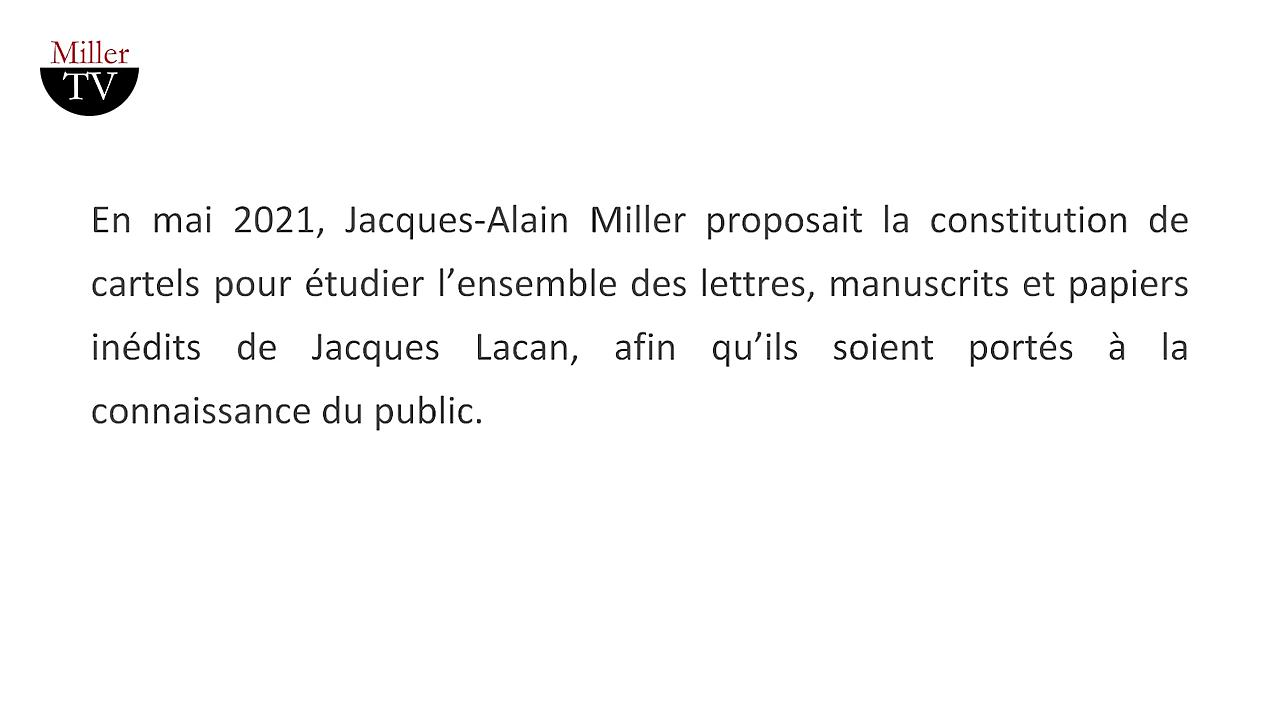 Miller
TV
En mai 2021, Jacques-Alain Miller proposait la constitution de
cartels pour étudier l’ensemble des lettres, manuscrits et papiers
inédits de Jacques Lacan, afin qu’ils soient portés à la
connaissance du public.